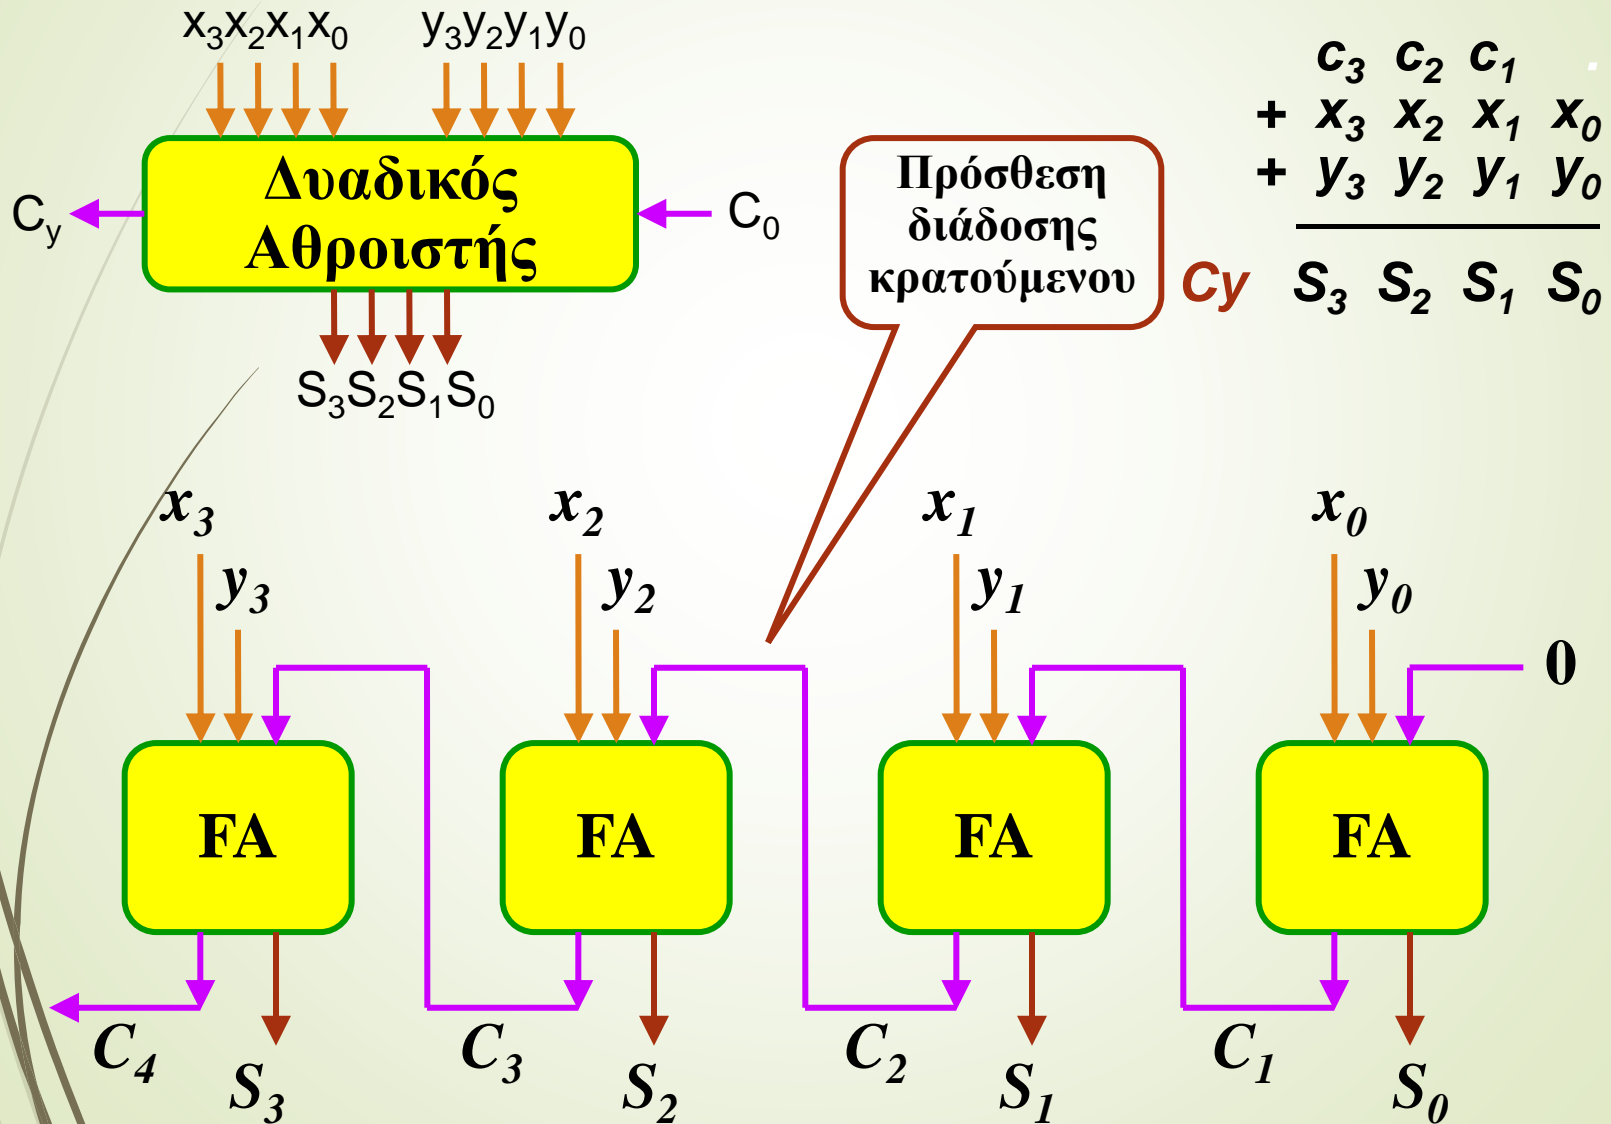 x₃x₂x₁x₀ y₃y₂y₁y₀
Δυαδικός
Αθροιστής
C_y
C₀
S₃S₂S₁S₀
Πρόσθεση
διάδοσης
κρατούμενου
c₃ c₂ c₁ .
+ x₃ x₂ x₁ x₀
+ y₃ y₂ y₁ y₀
Cy S₃ S₂ S₁ S₀
x₃ x₂ x₁ x₀
y₃ y₂ y₁ y₀
0
FA FA FA FA
C₄ C₃ C₂ C₁
S₃ S₂ S₁ S₀